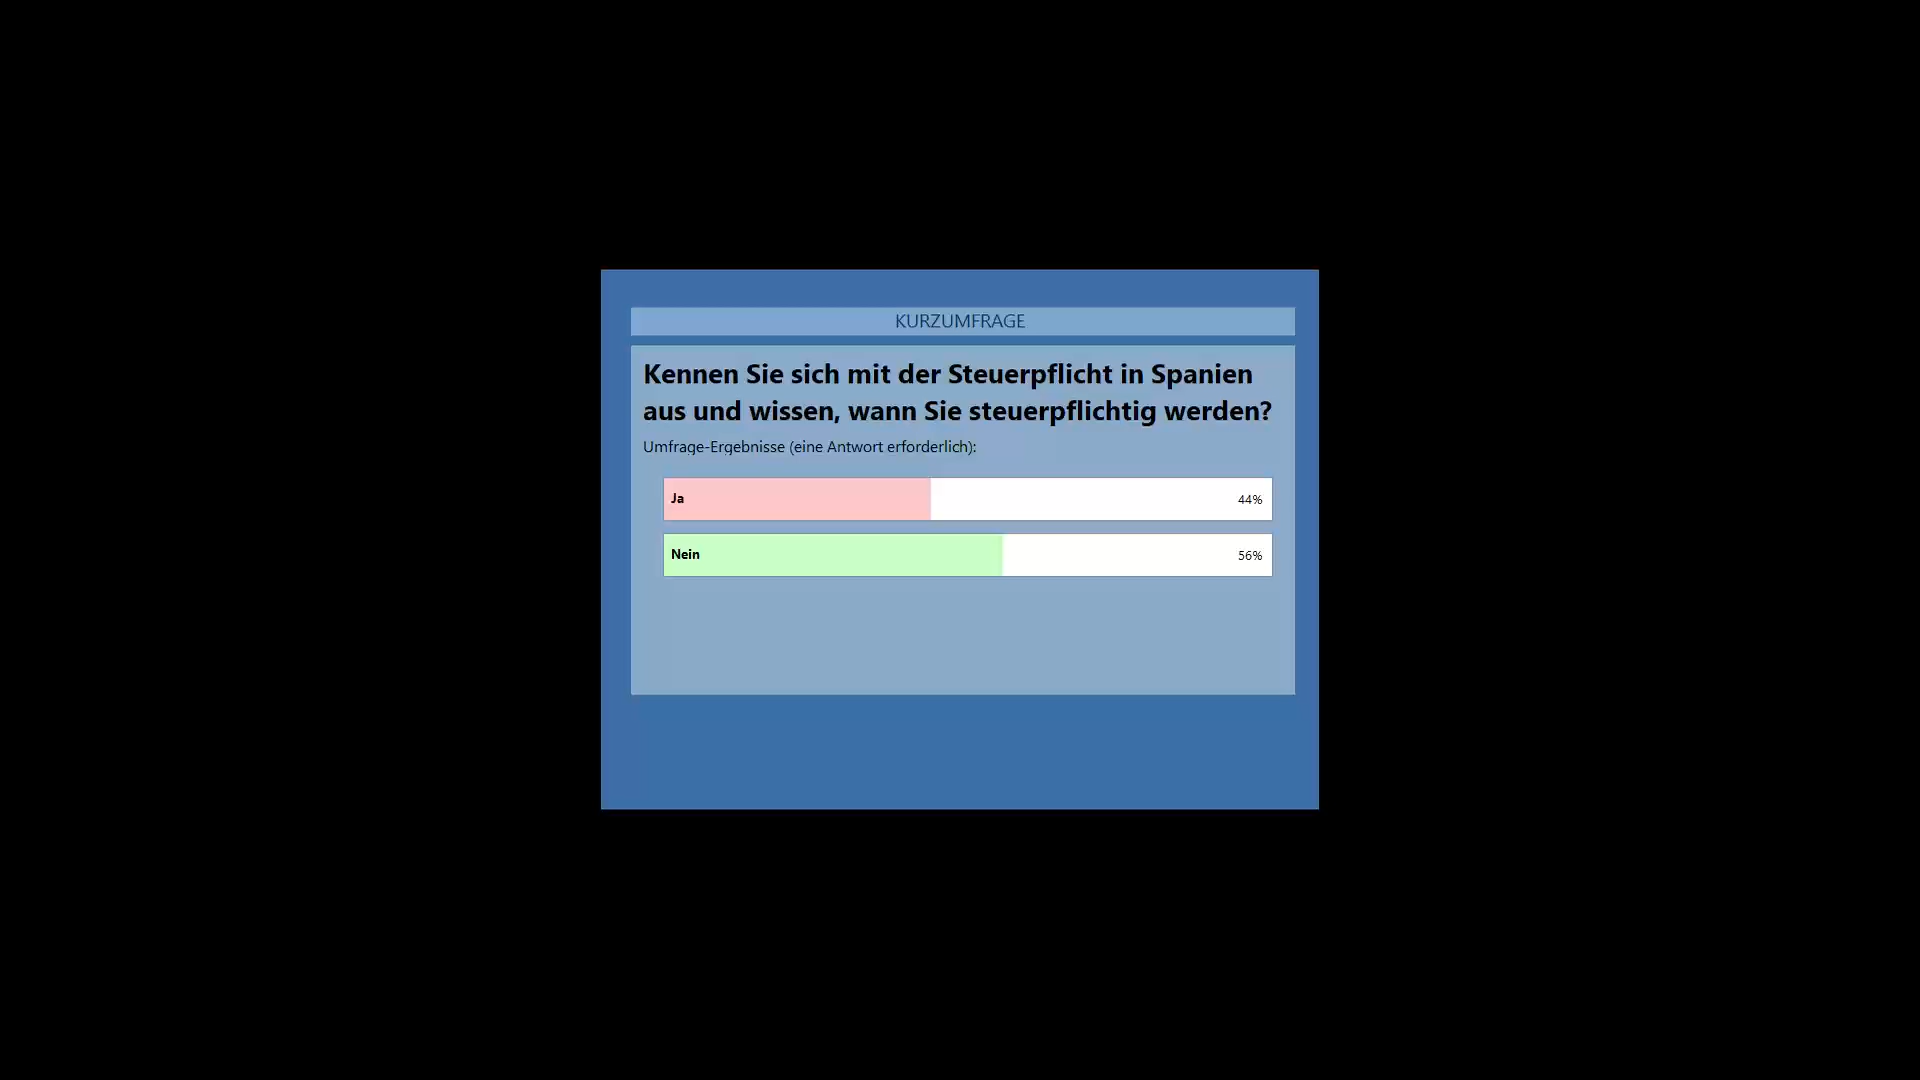 KURZUMFRAGE
Kennen Sie sich mit der Steuerpflicht in Spanien
aus und wissen, wann Sie steuerpflichtig werden?
Umfrage-Ergebnisse (eine Antwort erforderlich):
Ja 44%
Nein 56%